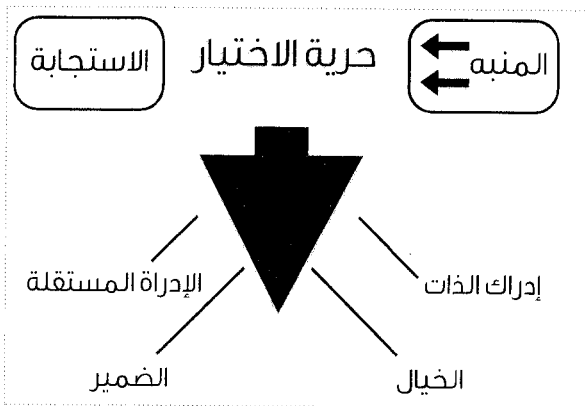 المنبه
حرية الاختيار
الاستجابة
إدراك الذات
الإدراة المستقلة
الخيال
الضمير